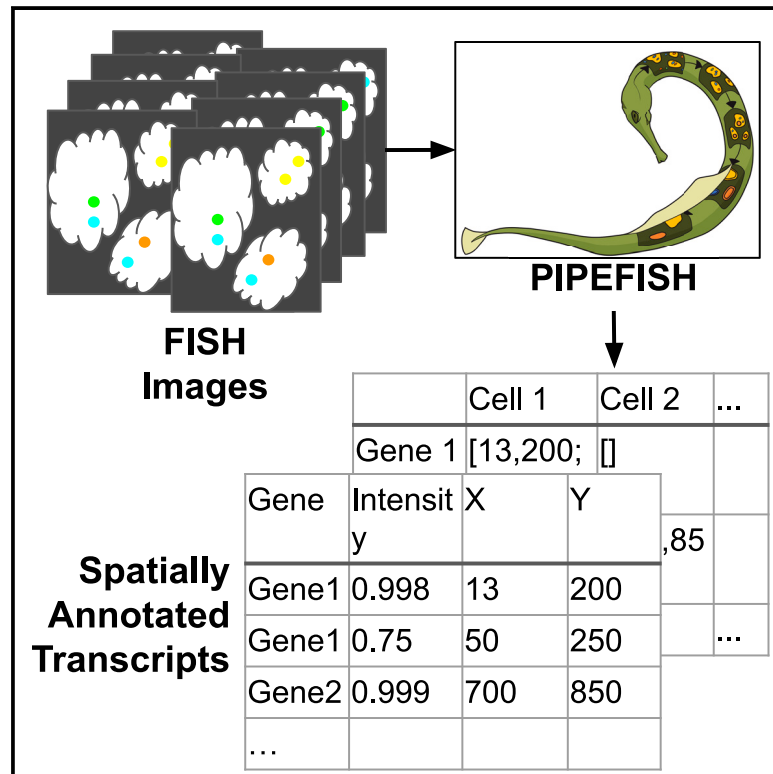 FISH
Images
PIPEFISH
Cell 1 Cell 2 ...
Gene 1 [13,200; []
,85
...
Spatially
Annotated
Transcripts
Gene Intensit X Y
y
Gene1 0.998 13 200
Gene1 0.75 50 250
Gene2 0.999 700 850
...